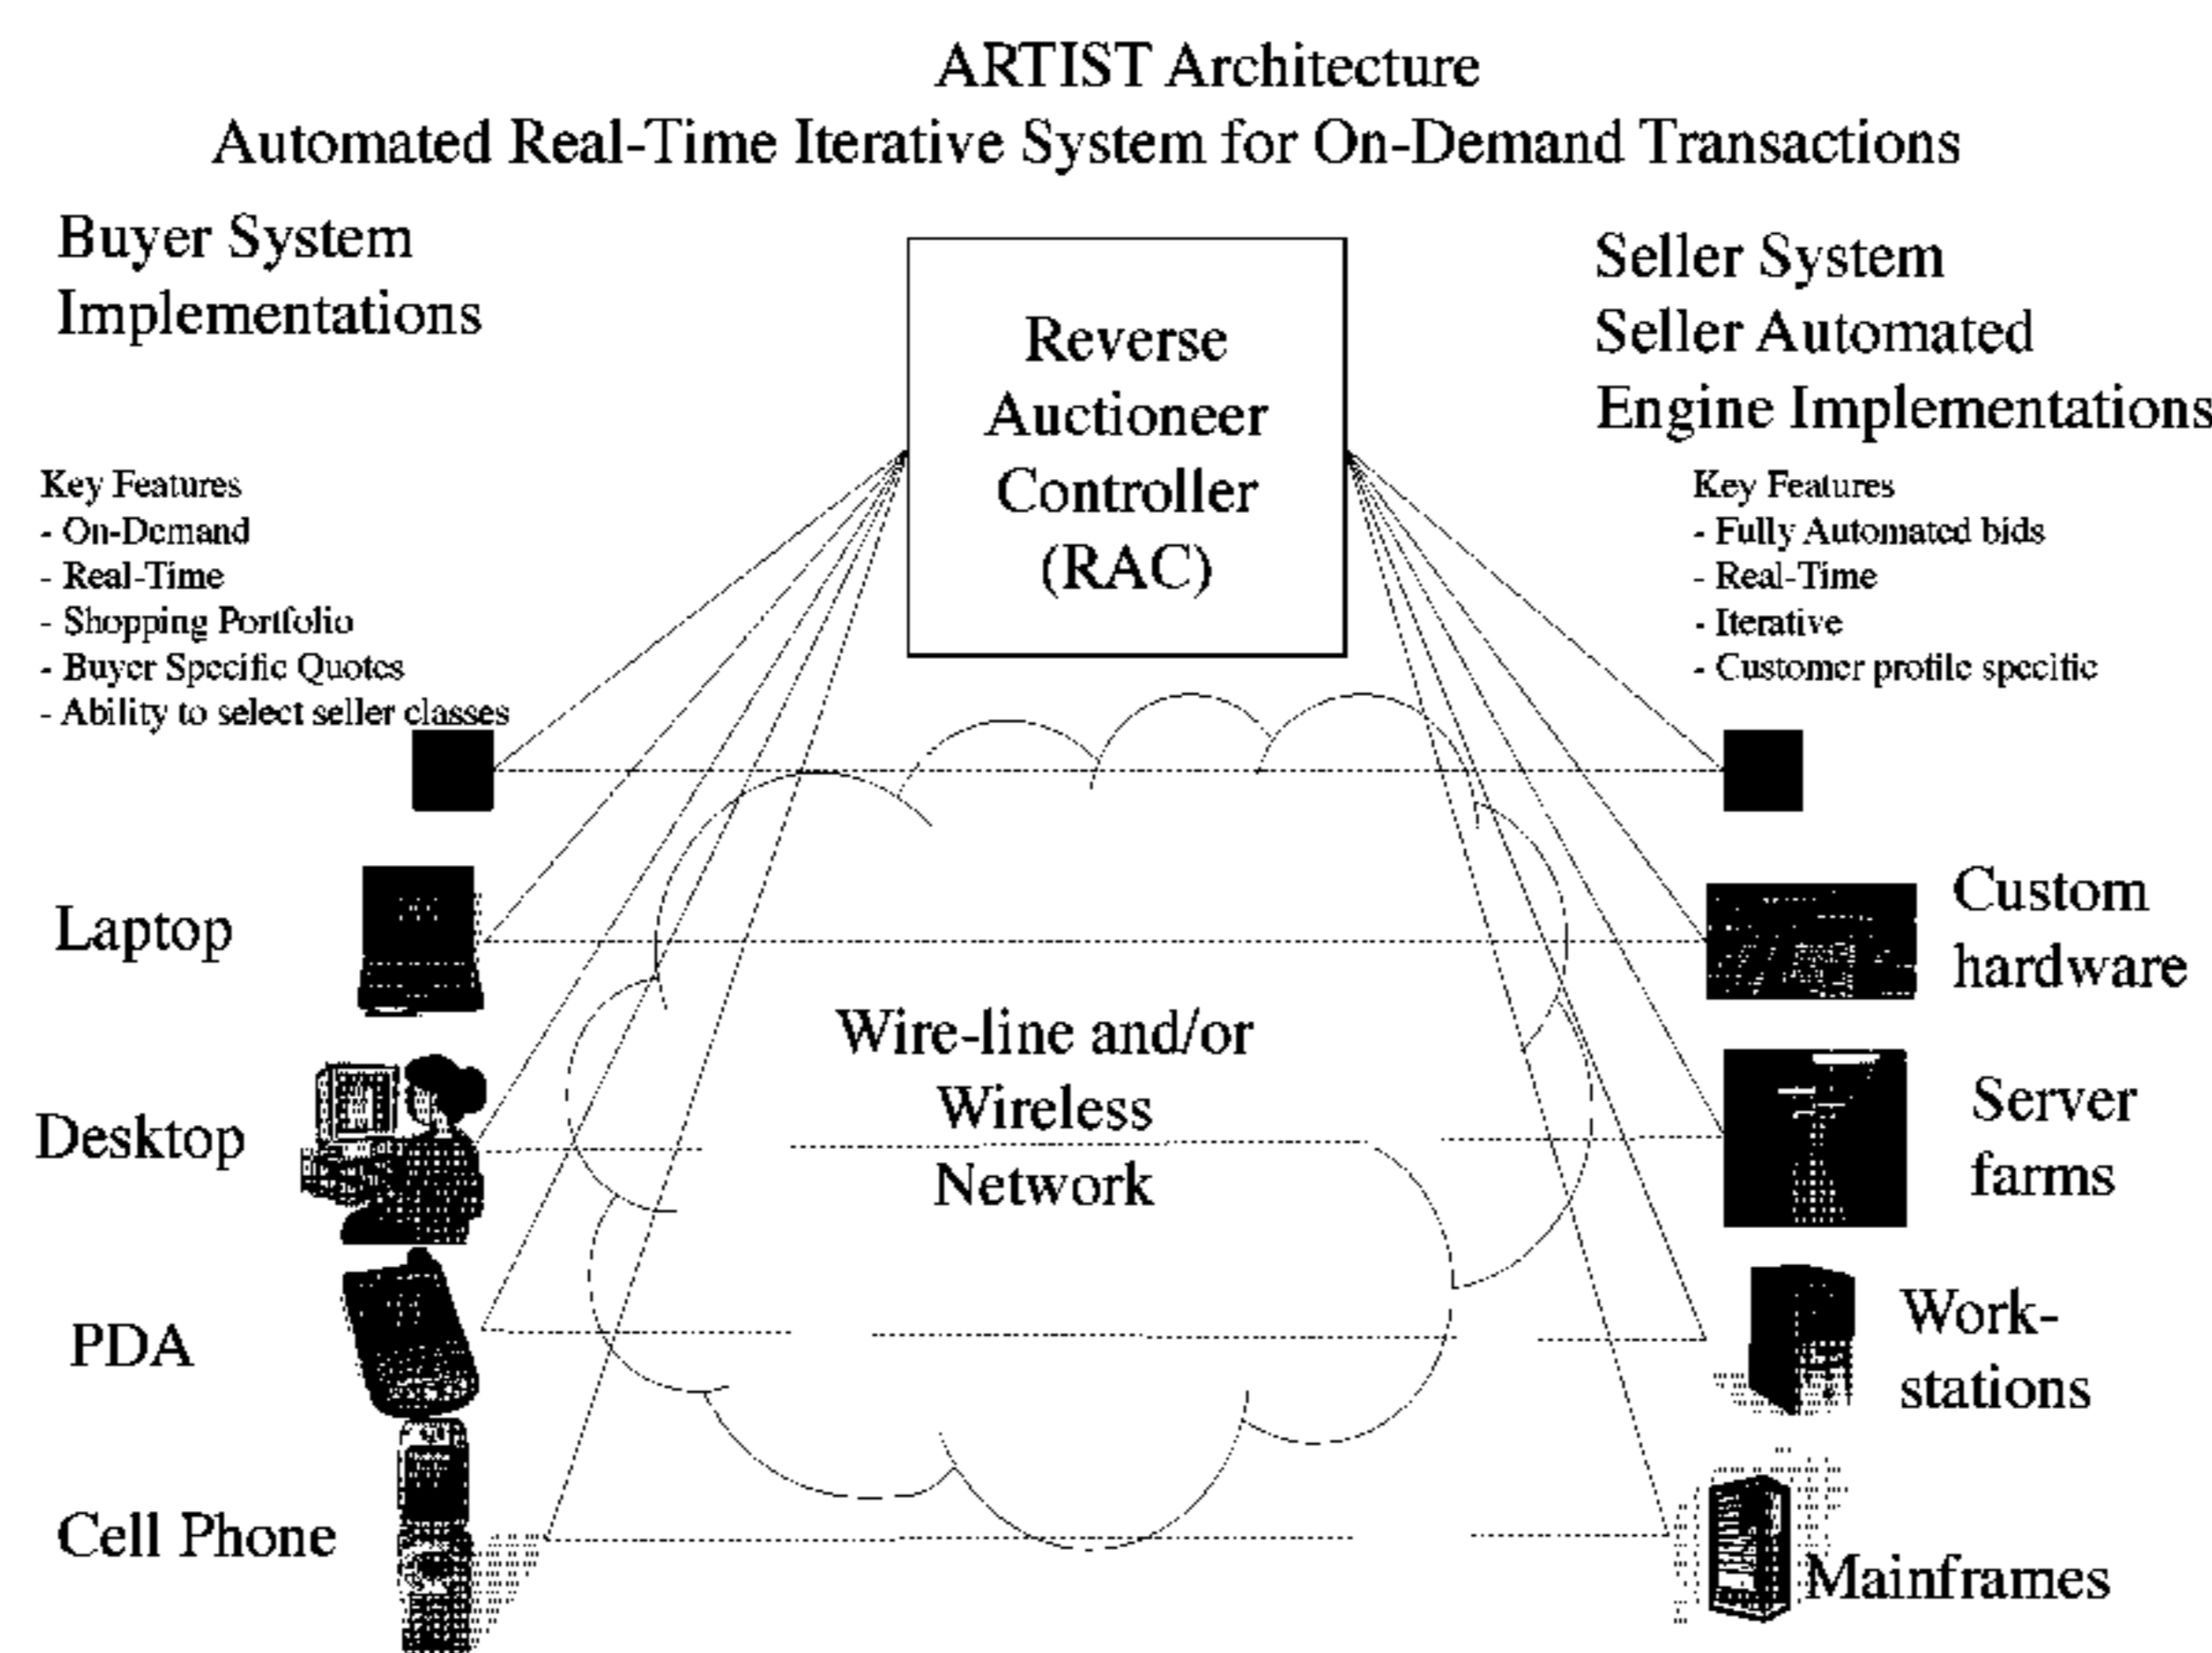 ARTIST Architecture
Automated Real-Time Iterative System for On-Demand Transactions
Buyer System
Implementations
Key Features
- On-Demand
- Real-Time
- Shopping Portfolio
- Buyer Specific Quotes
- Ability to select seller classes
Reverse
Auctioneer
Controller
(RAC)
Seller System
Seller Automated
Engine Implementations
Key Features
- Fully Automated bids
- Real-Time
- Iterative
- Customer profile specific
Laptop
Desktop
PDA
Cell Phone
Wire-line and/or
Wireless
Network
Custom
hardware
Server
farms
Work-
stations
Mainframes